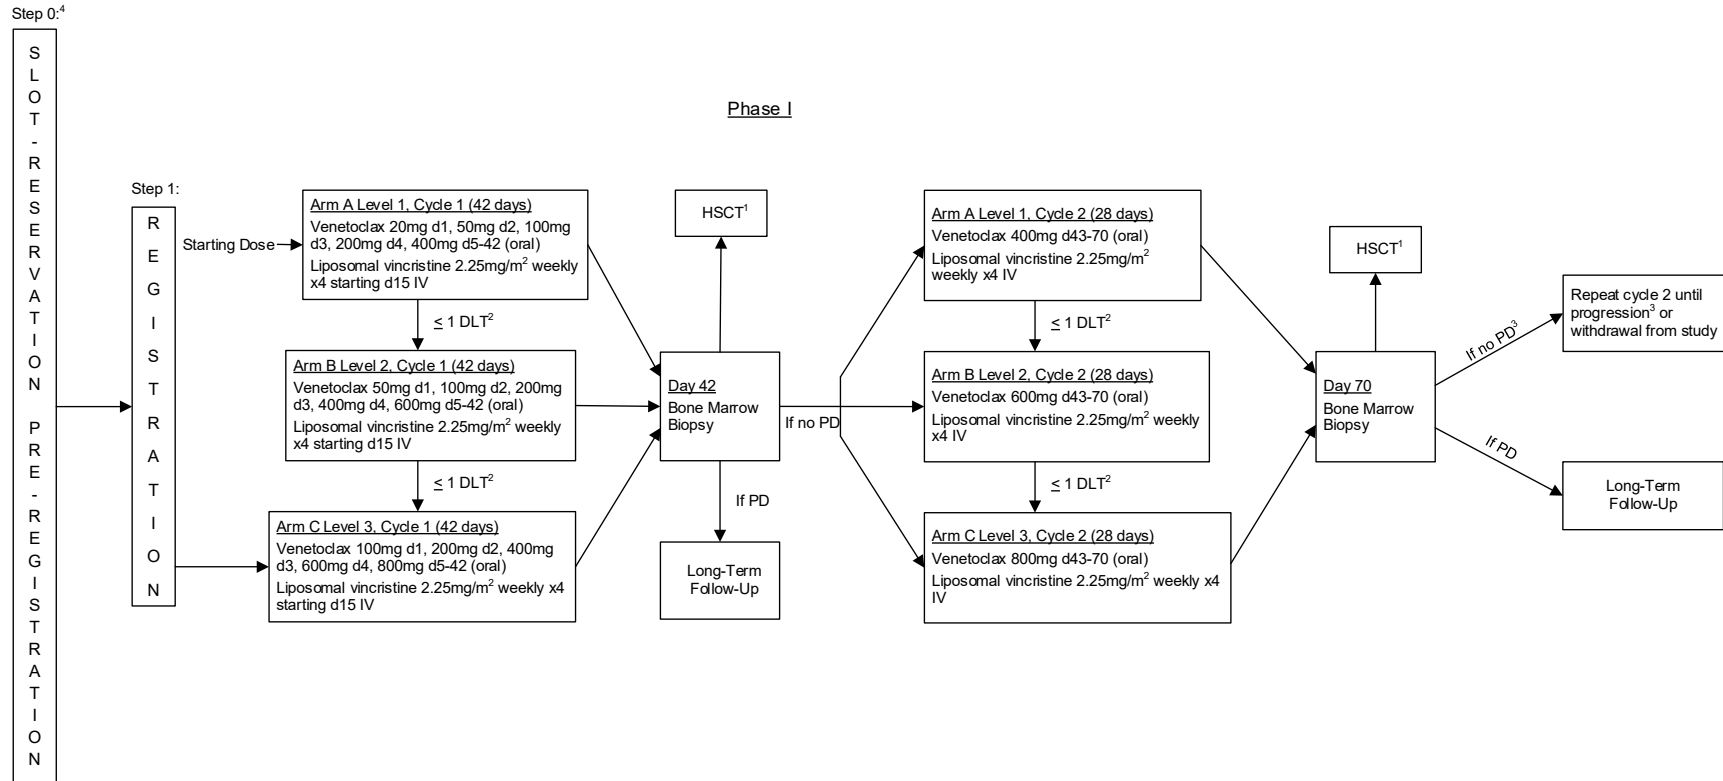 Step 0:4
SLOT-RESERVATION PRE-REGISTRATION
Phase I
Step 1:
REGISTRATION
Starting Dose
Arm A Level 1, Cycle 1 (42 days)
Venetoclax 20mg d1, 50mg d2, 100mg
d3, 200mg d4, 400mg d5-42 (oral)
Liposomal vincristine 2.25mg/m2 weekly
x4 starting d15 IV
≤ 1 DLT2
Arm B Level 2, Cycle 1 (42 days)
Venetoclax 50mg d1, 100mg d2, 200mg
d3, 400mg d4, 600mg d5-42 (oral)
Liposomal vincristine 2.25mg/m2 weekly
x4 starting d15 IV
≤ 1 DLT2
Arm C Level 3, Cycle 1 (42 days)
Venetoclax 100mg d1, 200mg d2, 400mg
d3, 600mg d4, 800mg d5-42 (oral)
Liposomal vincristine 2.25mg/m2 weekly x4
starting d15 IV
HSCT1
Day 42
Bone Marrow
Biopsy
If PD
Long-Term
Follow-Up
If no PD
Arm A Level 1, Cycle 2 (28 days)
Venetoclax 400mg d43-70 (oral)
Liposomal vincristine 2.25mg/m2
weekly x4 IV
≤ 1 DLT2
Arm B Level 2, Cycle 2 (28 days)
Venetoclax 600mg d43-70 (oral)
Liposomal vincristine 2.25mg/m2 weekly
x4 IV
≤ 1 DLT2
Arm C Level 3, Cycle 2 (28 days)
Venetoclax 800mg d43-70 (oral)
Liposomal vincristine 2.25mg/m2 weekly x4
IV
HSCT1
Day 70
Bone Marrow
Biopsy
If no PD3
Repeat cycle 2 until
progression3 or
withdrawal from study
If PD
Long-Term
Follow-Up